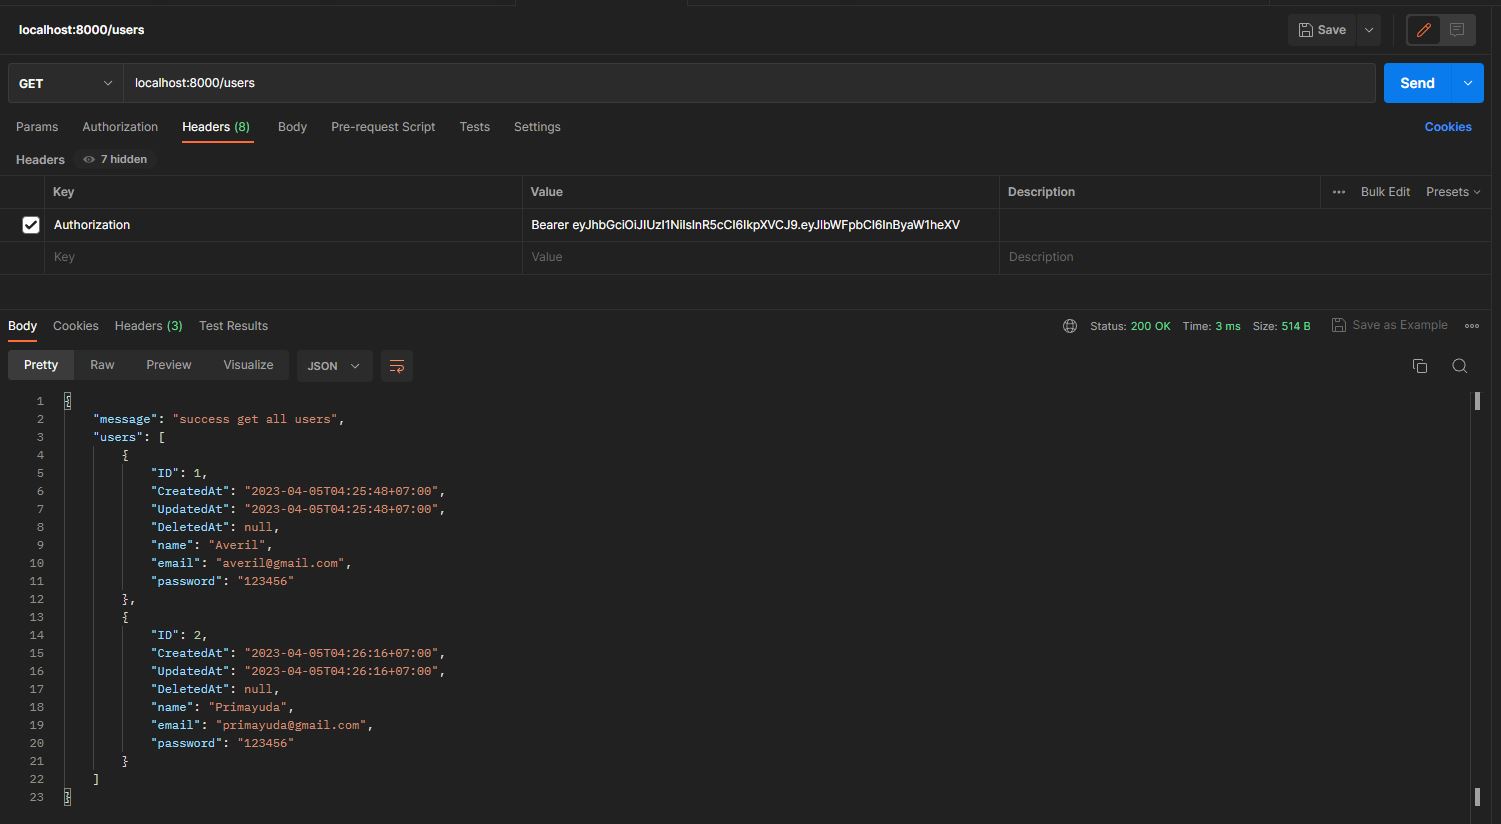 localhost:8000/users
Save
GET localhost:8000/users Send
Params Authorization Headers (8) Body Pre-request Script Tests Settings Cookies
Headers 7 hidden
Key Value Description ••• Bulk Edit Presets
Authorization Bearer eyJhbGciOiJIUzI1NiIsInR5cCI6IkpXVCJ9.eyJlbWFpbCI6InByaW1heXV
Key Value Description
Body Cookies Headers (3) Test Results Status: 200 OK Time: 3 ms Size: 514 B Save as Example
Pretty Raw Preview Visualize JSON
1 {
2 "message": "success get all users",
3 "users": [
4 {
5 "ID": 1,
6 "CreatedAt": "2023-04-05T04:25:48+07:00",
7 "UpdatedAt": "2023-04-05T04:25:48+07:00",
8 "DeletedAt": null,
9 "name": "Averil",
10 "email": "averil@gmail.com",
11 "password": "123456"
12 },
13 {
14 "ID": 2,
15 "CreatedAt": "2023-04-05T04:26:16+07:00",
16 "UpdatedAt": "2023-04-05T04:26:16+07:00",
17 "DeletedAt": null,
18 "name": "Primayuda",
19 "email": "primayuda@gmail.com",
20 "password": "123456"
21 }
22 ]
23 }